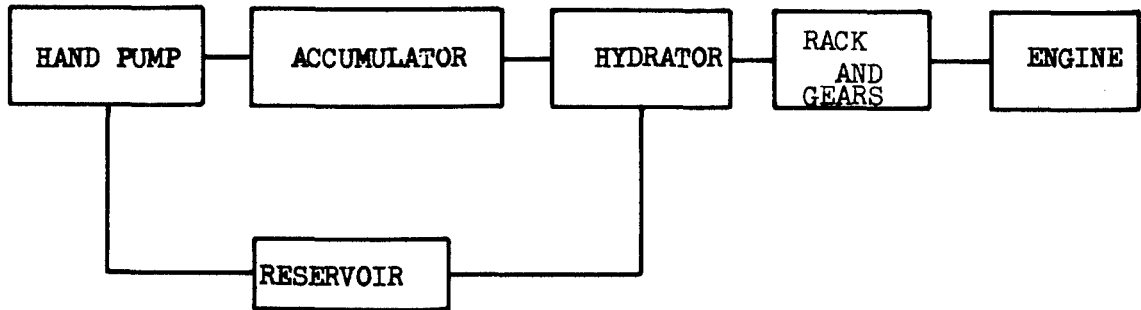 HAND PUMP
ACCUMULATOR
HYDRATOR
RACK
AND
GEARS
ENGINE
RESERVOIR